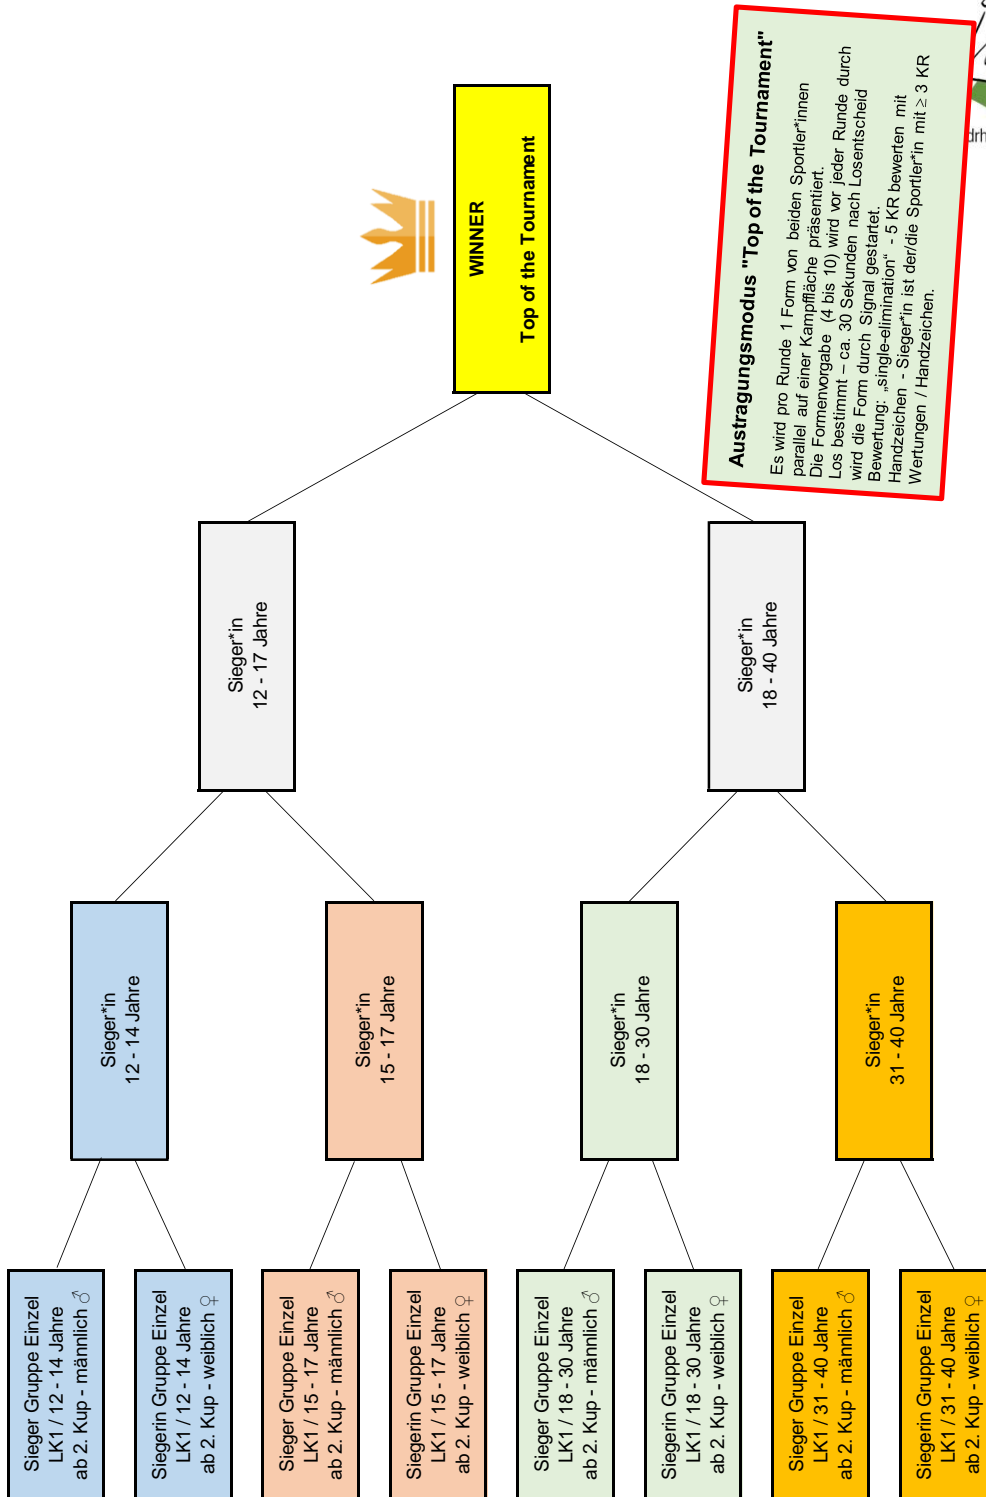 Austragungsmodus "Top of the Tournament"
Es wird pro Runde 1 Form von beiden Sportler*innen
parallel auf einer Kampffläche präsentiert.
Die Formenvorgabe (4 bis 10) wird vor jeder Runde durch
Los bestimmt – ca. 30 Sekunden nach Losentscheid
wird die Form durch Signal gestartet.
Bewertung: „single-elimination“ - 5 KR bewerten mit
Handzeichen - Sieger*in ist der/die Sportler*in mit ≥ 3 KR
Wertungen / Handzeichen.
WINNER
Top of the Tournament
Sieger*in
12 - 17 Jahre
Sieger*in
18 - 40 Jahre
Sieger*in
12 - 14 Jahre
Sieger*in
15 - 17 Jahre
Sieger*in
18 - 30 Jahre
Sieger*in
31 - 40 Jahre
Sieger Gruppe Einzel
LK1 / 12 - 14 Jahre
ab 2. Kup - männlich ♂
Siegerin Gruppe Einzel
LK1 / 12 - 14 Jahre
ab 2. Kup - weiblich ♀
Sieger Gruppe Einzel
LK1 / 15 - 17 Jahre
ab 2. Kup - männlich ♂
Siegerin Gruppe Einzel
LK1 / 15 - 17 Jahre
ab 2. Kup - weiblich ♀
Sieger Gruppe Einzel
LK1 / 18 - 30 Jahre
ab 2. Kup - männlich ♂
Siegerin Gruppe Einzel
LK1 / 18 - 30 Jahre
ab 2. Kup - weiblich ♀
Sieger Gruppe Einzel
LK1 / 31 - 40 Jahre
ab 2. Kup - männlich ♂
Siegerin Gruppe Einzel
LK1 / 31 - 40 Jahre
ab 2. Kup - weiblich ♀